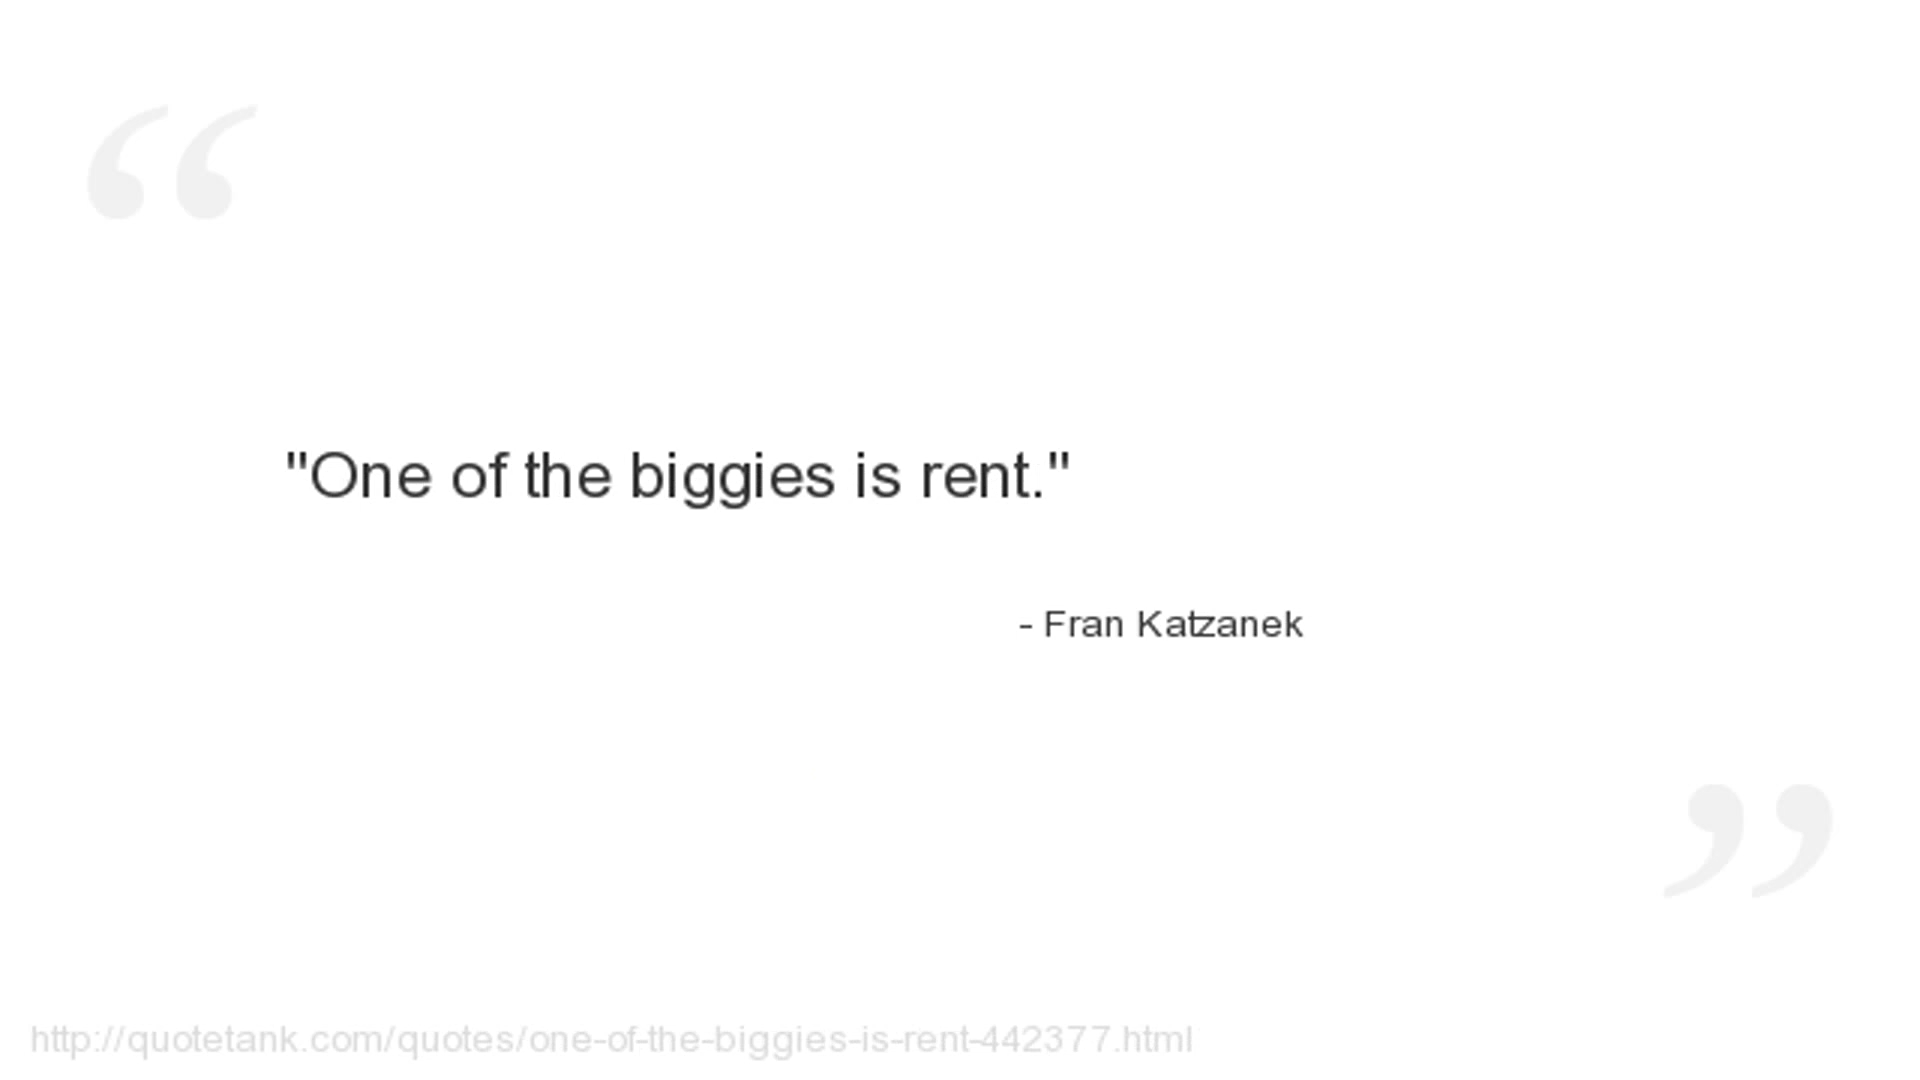 "One of the biggies is rent."
- Fran Katzanek
http://quotetank.com/quotes/one-of-the-biggies-is-rent-442377.html